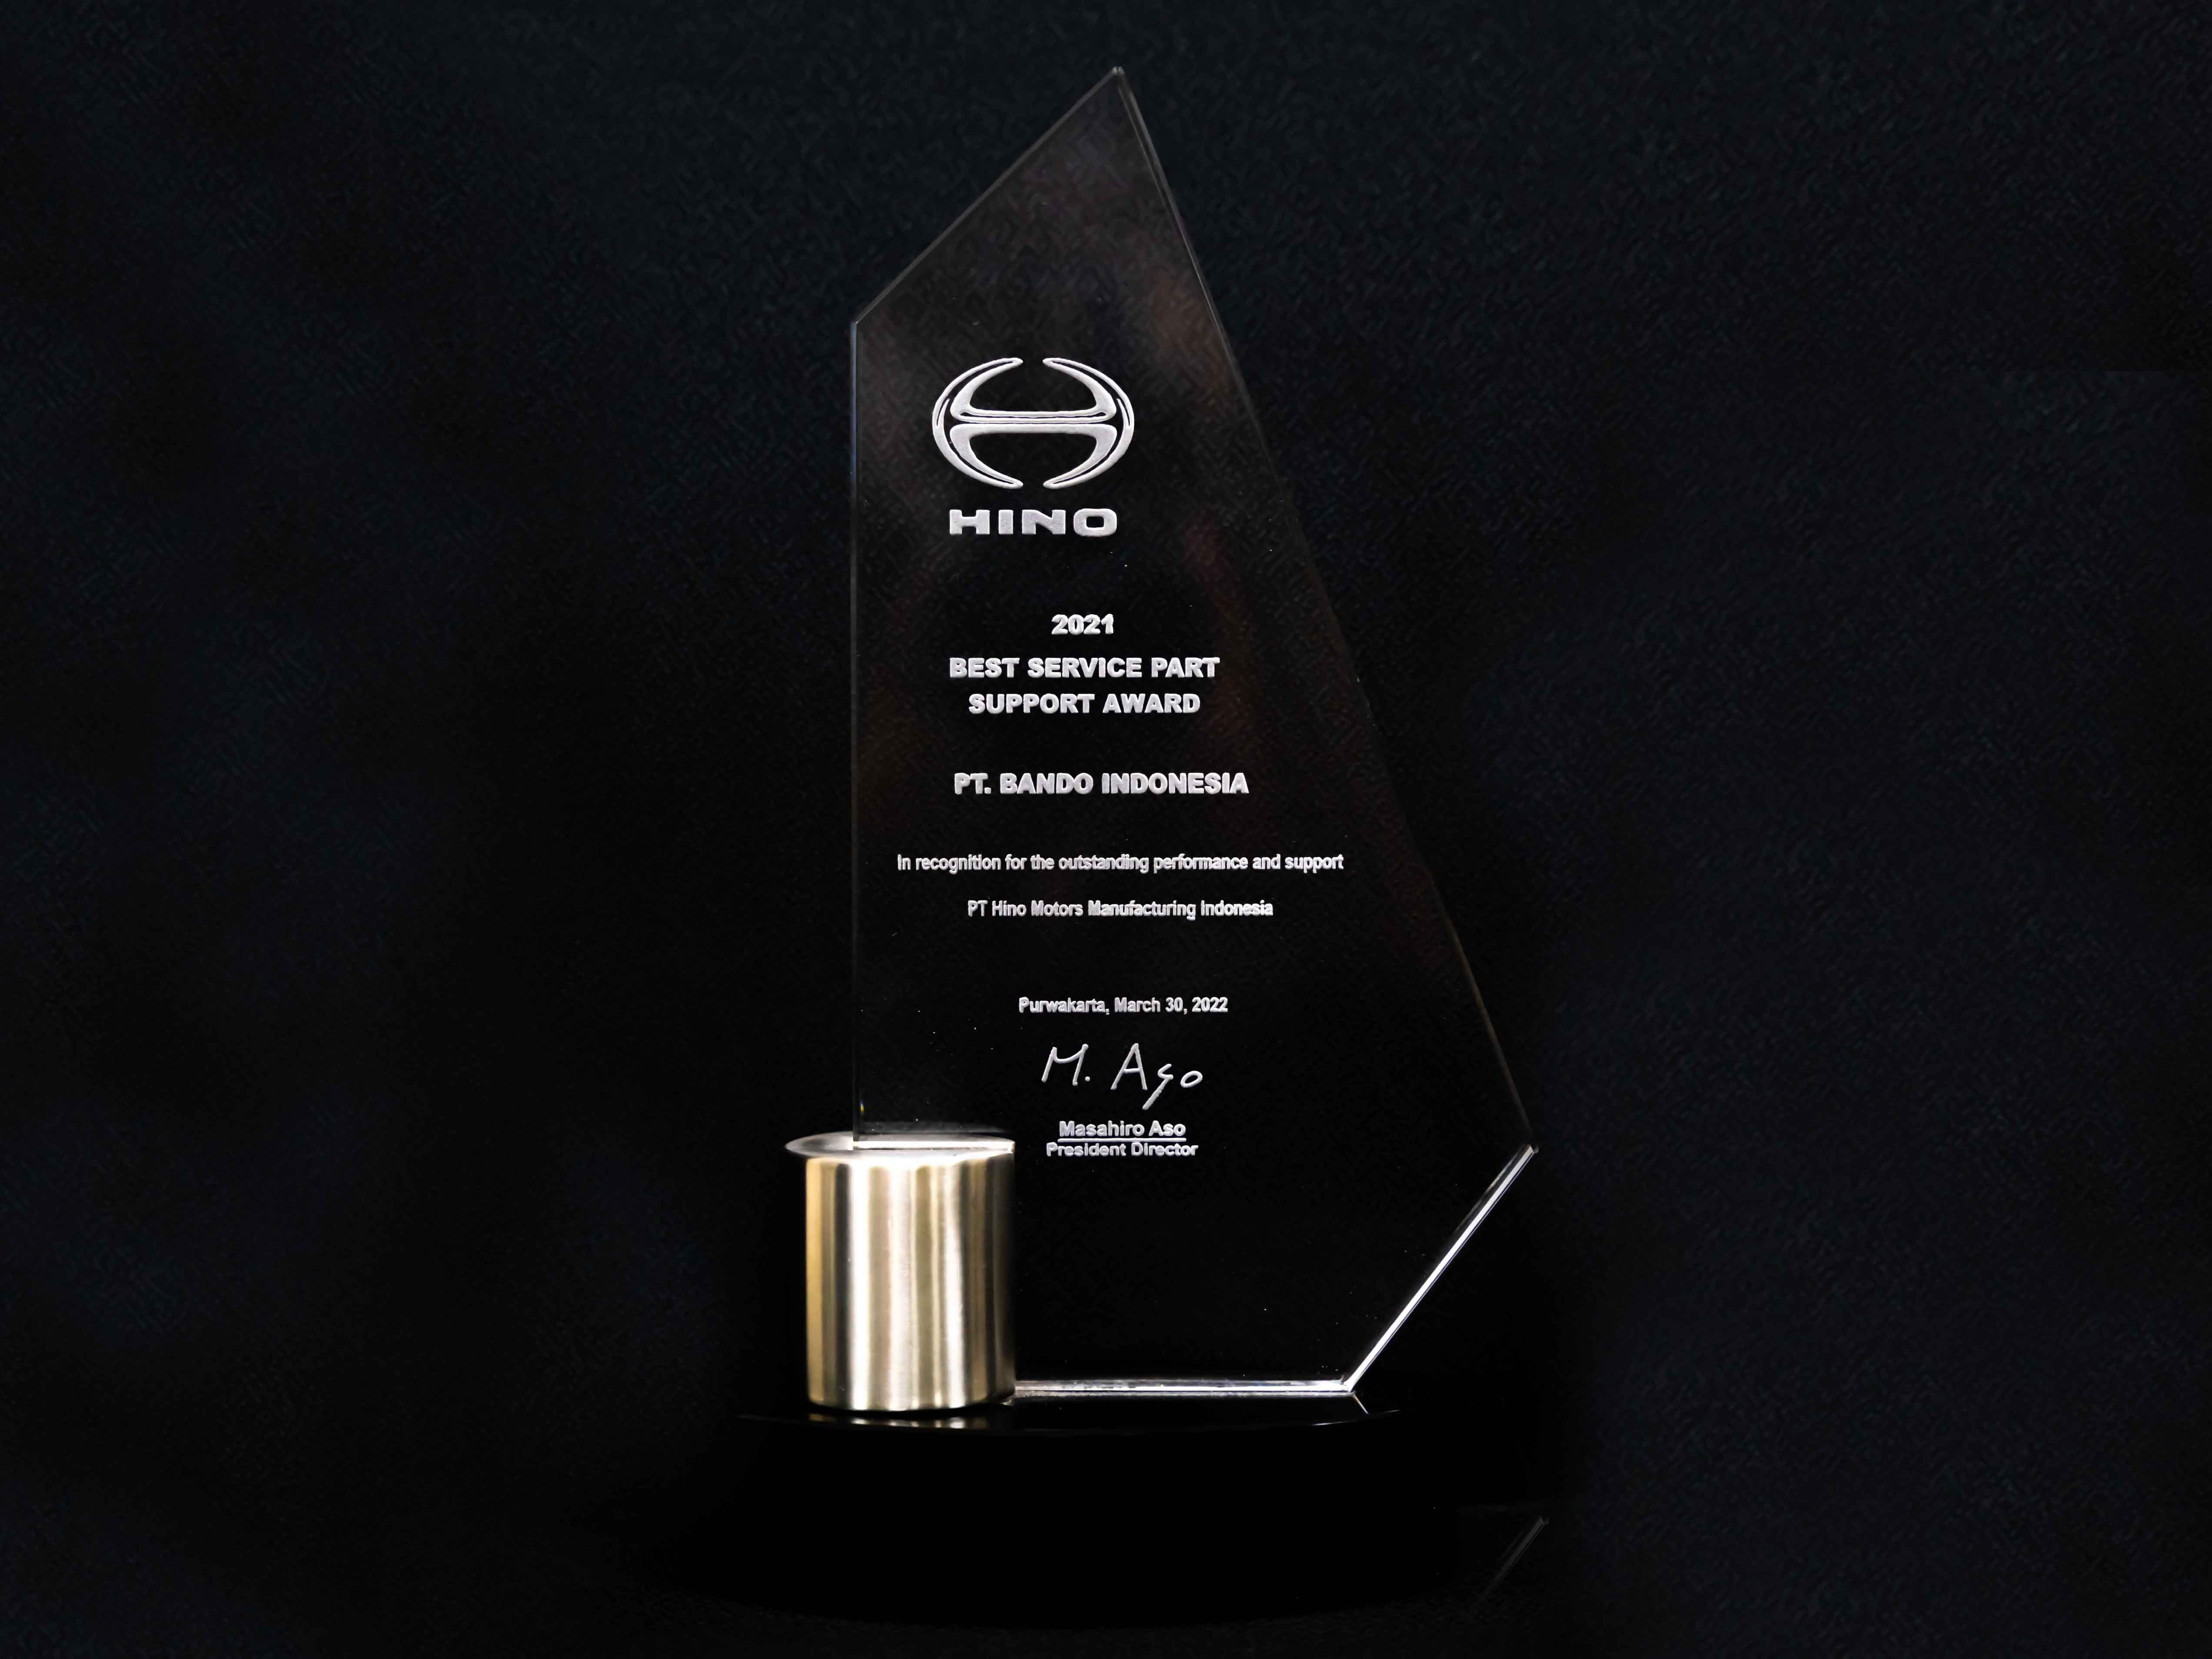 HINO
2021
BEST SERVICE PART
SUPPORT AWARD
PT. BANDO INDONESIA
In recognition for the outstanding performance and support
PT Hino Motors Manufacturing Indonesia
Purwakarta, March 30, 2022
M. Aso
Masahiro Aso
President Director